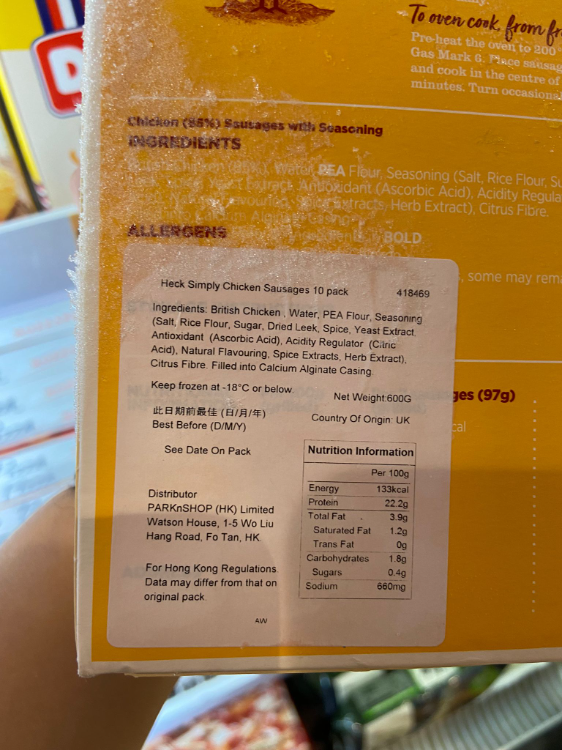 D
To oven cook, from
Pre-heat the oven to 200
Gas Mark 6. Place
and cook in the centre of
minutes. Turn
Chicken (85%) Sausages with Seasoning
INGREDIENTS
Water, PEA Flour, Seasoning (Salt, Rice Flour,
Extract, Antioxidant (Ascorbic Acid), Acidity
Spice Extracts, Herb Extract), Citrus Fibre.
ALLERGENS
BOLD
, some may
Heck Simply Chicken Sausages 10 pack 418469
Ingredients: British Chicken , Water, PEA Flour, Seasoning
(Salt, Rice Flour, Sugar, Dried Leek, Spice, Yeast Extract,
Antioxidant (Ascorbic Acid), Acidity Regulator (Citric
Acid), Natural Flavouring, Spice Extracts, Herb Extract),
Citrus Fibre. Filled into Calcium Alginate Casing.
Keep frozen at -18°C or below.
Net Weight:600G
此日期前最佳 (日/月/年)
Best Before (D/M/Y)
Country Of Origin: UK
See Date On Pack
(97g)
Nutrition Information
Per 100g
Energy 133kcal
Protein 22.2g
Total Fat 3.9g
Saturated Fat 1.2g
Trans Fat 0g
Carbohydrates 1.8g
Sugars 0.4g
Sodium 660mg
Distributor
PARKnSHOP (HK) Limited
Watson House, 1-5 Wo Liu
Hang Road, Fo Tan, HK.
For Hong Kong Regulations.
Data may differ from that on
original pack.
AW